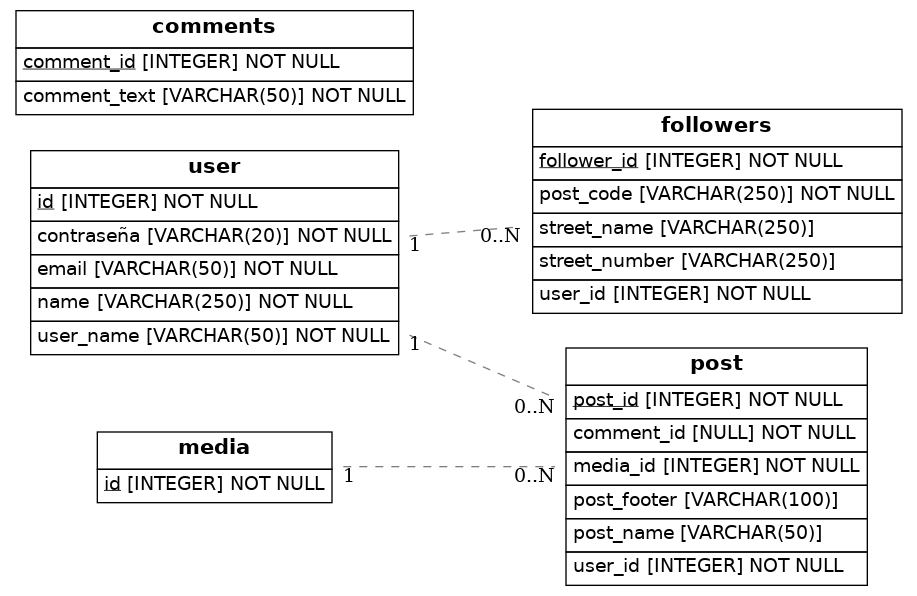 comments
comment_id [INTEGER] NOT NULL
comment_text [VARCHAR(50)] NOT NULL
user
id [INTEGER] NOT NULL
contraseña [VARCHAR(20)] NOT NULL
email [VARCHAR(50)] NOT NULL
name [VARCHAR(250)] NOT NULL
user_name [VARCHAR(50)] NOT NULL
media
id [INTEGER] NOT NULL
followers
follower_id [INTEGER] NOT NULL
post_code [VARCHAR(250)] NOT NULL
street_name [VARCHAR(250)]
street_number [VARCHAR(250)]
user_id [INTEGER] NOT NULL
post
post_id [INTEGER] NOT NULL
comment_id [NULL] NOT NULL
media_id [INTEGER] NOT NULL
post_footer [VARCHAR(100)]
post_name [VARCHAR(50)]
user_id [INTEGER] NOT NULL
1
0..N
1
0..N
1
0..N